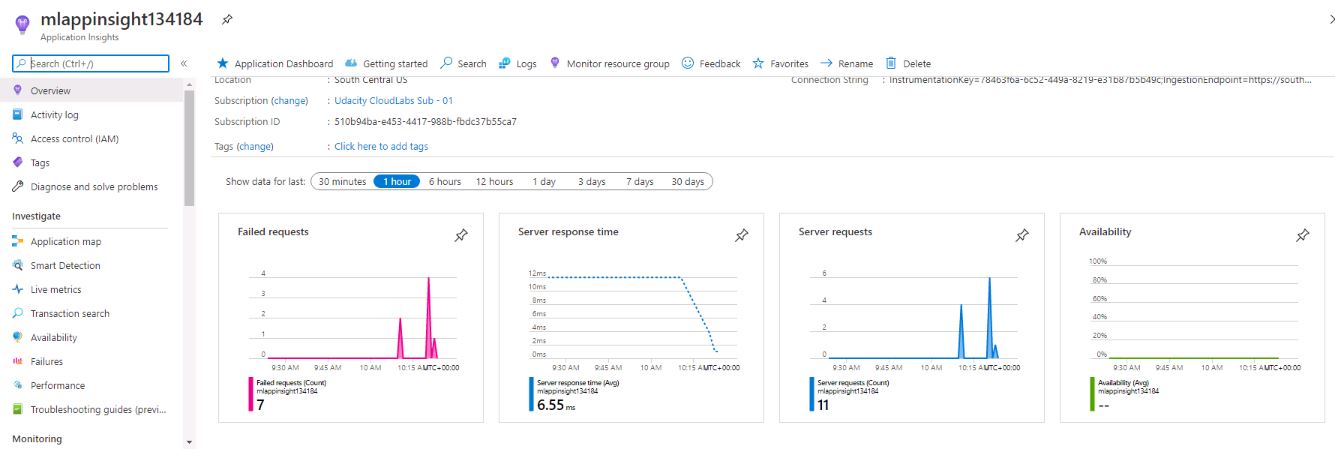 mlappinsight134184
Application Insights
Search (Ctrl+/)
Overview
Activity log
Access control (IAM)
Tags
Diagnose and solve problems
Investigate
Application map
Smart Detection
Live metrics
Transaction search
Availability
Failures
Performance
Troubleshooting guides (previ...
Monitoring
Application Dashboard Getting started Search Logs Monitor resource group Feedback Favorites Rename Delete
Location : South Central US
Connection String : InstrumentationKey=78463f6a-6c52-449a-8219-e31b87b5b49c;IngestionEndpoint=https://south...
Subscription (change) : Udacity CloudLabs Sub - 01
Subscription ID : 510b94ba-e453-4417-988b-fbdc37b55ca7
Tags (change) : Click here to add tags
Show data for last: 30 minutes 1 hour 6 hours 12 hours 1 day 3 days 7 days 30 days
Failed requests
4
3
2
1
0
9:30 AM 9:45 AM 10 AM 10:15 AM UTC+00:00
Failed requests (Count)
mlappinsight134184
7
Server response time
12ms
10ms
8ms
6ms
4ms
2ms
0ms
9:30 AM 9:45 AM 10 AM 10:15 AM UTC+00:00
Server response time (Avg)
mlappinsight134184
6.55 ms
Server requests
6
4
2
0
9:30 AM 9:45 AM 10 AM 10:15 AM UTC+00:00
Server requests (Count)
mlappinsight134184
11
Availability
100%
80%
60%
40%
20%
0%
9:30 AM 9:45 AM 10 AM 10:15 AM UTC+00:00
Availability (Avg)
mlappinsight134184
--